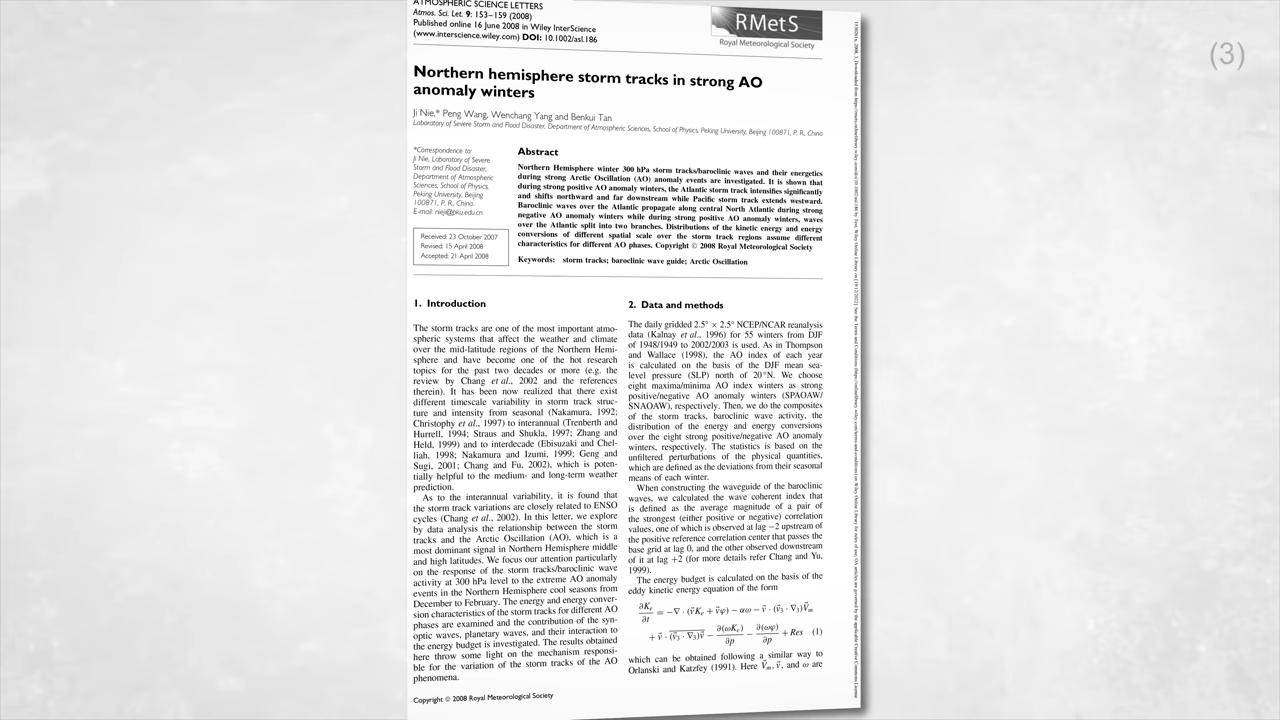 ATMOSPHERIC SCIENCE LETTERS
Atmos. Sci. Let. 9: 153–159 (2008)
Published online 16 June 2008 in Wiley InterScience
(www.interscience.wiley.com) DOI: 10.1002/asl.186
RMetS
Royal Meteorological Society
(3)
Northern hemisphere storm tracks in strong AO
anomaly winters
Ji Nie,* Peng Wang, Wenchang Yang and Benkui Tan
Laboratory of Severe Storm and Flood Disaster, Department of Atmospheric Sciences, School of Physics, Peking University, Beijing 100871, P. R., China
*Correspondence to:
Ji Nie, Laboratory of Severe
Storm and Flood Disaster,
Department of Atmospheric
Sciences, School of Physics,
Peking University, Beijing
100871, P. R., China.
E-mail: nieji@pku.edu.cn
Received: 23 October 2007
Revised: 15 April 2008
Accepted: 21 April 2008
Abstract
Northern Hemisphere winter 300 hPa storm tracks/baroclinic waves and their energetics
during strong Arctic Oscillation (AO) anomaly events are investigated. It is shown that
during strong positive AO anomaly winters, the Atlantic storm track intensifies significantly
and shifts northward and far downstream while Pacific storm track extends westward.
Baroclinic waves over the Atlantic propagate along central North Atlantic during strong
negative AO anomaly winters while during strong positive AO anomaly winters, waves
over the Atlantic split into two branches. Distributions of the kinetic energy and energy
conversions of different spatial scale over the storm track regions assume different
characteristics for different AO phases. Copyright © 2008 Royal Meteorological Society
Keywords: storm tracks; baroclinic wave guide; Arctic Oscillation
1. Introduction
The storm tracks are one of the most important atmo-
spheric systems that affect the weather and climate
over the mid-latitude regions of the Northern Hemi-
sphere and have become one of the hot research
topics for the past two decades or more (e.g. the
review by Chang et al., 2002 and the references
therein). It has been now realized that there exist
different timescale variability in storm track struc-
ture and intensity from seasonal (Nakamura, 1992;
Christophy et al., 1997) to interannual (Trenberth and
Hurrell, 1994; Straus and Shukla, 1997; Zhang and
Held, 1999) and to interdecade (Ebisuzaki and Chel-
liah, 1998; Nakamura and Izumi, 1999; Geng and
Sugi, 2001; Chang and Fu, 2002), which is poten-
tially helpful to the medium- and long-term weather
prediction.
As to the interannual variability, it is found that
the storm track variations are closely related to ENSO
cycles (Chang et al., 2002). In this letter, we explore
by data analysis the relationship between the storm
tracks and the Arctic Oscillation (AO), which is a
most dominant signal in Northern Hemisphere middle
and high latitudes. We focus our attention particularly
on the response of the storm tracks/baroclinic wave
activity at 300 hPa level to the extreme AO anomaly
events in the Northern Hemisphere cool seasons from
December to February. The energy and energy conver-
sion characteristics of the storm tracks for different AO
phases are examined and the contribution of the syn-
optic waves, planetary waves, and their interaction to
the energy budget is investigated. The results obtained
here throw some light on the mechanism responsi-
ble for the variation of the storm tracks of the AO
phenomena.
Copyright © 2008 Royal Meteorological Society
2. Data and methods
The daily gridded 2.5° × 2.5° NCEP/NCAR reanalysis
data (Kalnay et al., 1996) for 55 winters from DJF
of 1948/1949 to 2002/2003 is used. As in Thompson
and Wallace (1998), the AO index of each year
is calculated on the basis of the DJF mean sea-
level pressure (SLP) north of 20°N. We choose
eight maxima/minima AO index winters as strong
positive/negative AO anomaly winters (SPAOAW/
SNAOAW), respectively. Then, we do the composites
of the storm tracks, baroclinic wave activity, the
distribution of the energy and energy conversions
over the eight strong positive/negative AO anomaly
winters, respectively. The statistics is based on the
unfiltered perturbations of the physical quantities,
which are defined as the deviations from their seasonal
means of each winter.
When constructing the waveguide of the baroclinic
waves, we calculated the wave coherent index that
is defined as the average magnitude of a pair of
the strongest (either positive or negative) correlation
values, one of which is observed at lag −2 upstream of
the positive reference correlation center that passes the
base grid at lag 0, and the other observed downstream
of it at lag +2 (for more details refer Chang and Yu,
1999).
The energy budget is calculated on the basis of the
eddy kinetic energy equation of the form
∂Kₑ/∂t = −∇ · (v⃗Kₑ + v⃗φ) − αω − v⃗ · (v⃗₃ · ∇₃)V⃗ₘ
+ v⃗ · (v⃗₃ · ∇₃)v⃗ − ∂(ωKₑ)/∂p − ∂(ωφ)/∂p + Res (1)
which can be obtained following a similar way to
Orlanski and Katzfey (1991). Here V⃗ₘ, v⃗, and ω are